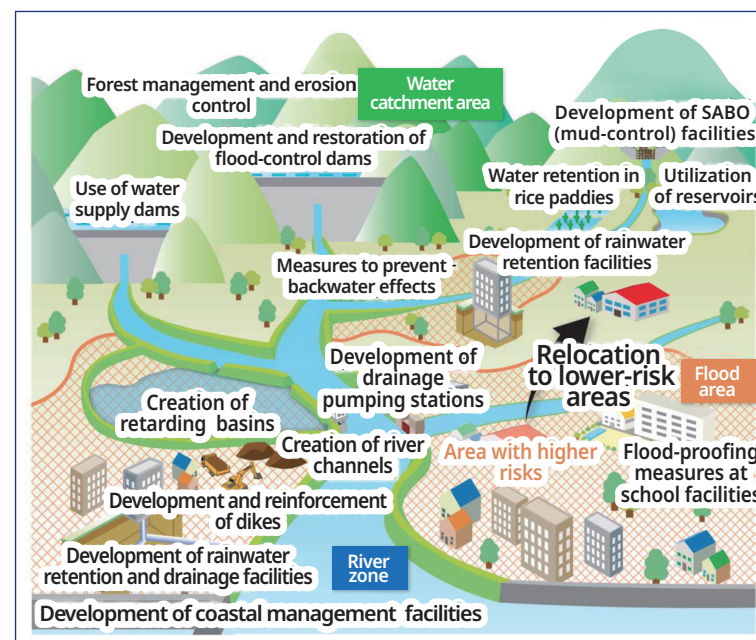 Forest management and erosion
control
Water
catchment area
Development and restoration of
flood-control dams
Development of SABO
(mud-control) facilities
Use of water
supply dams
Water retention in
rice paddies
Utilization
of reservoirs
Measures to prevent
backwater effects
Development of rainwater
retention facilities
Development of
drainage
pumping stations
Relocation
to lower-risk
areas
Flood
area
Creation of
retarding basins
Creation of river
channels
Area with higher
risks
Flood-proofing
measures at
school facilities
Development and reinforcement
of dikes
Development of rainwater
retention and drainage facilities
River
zone
Development of coastal management facilities